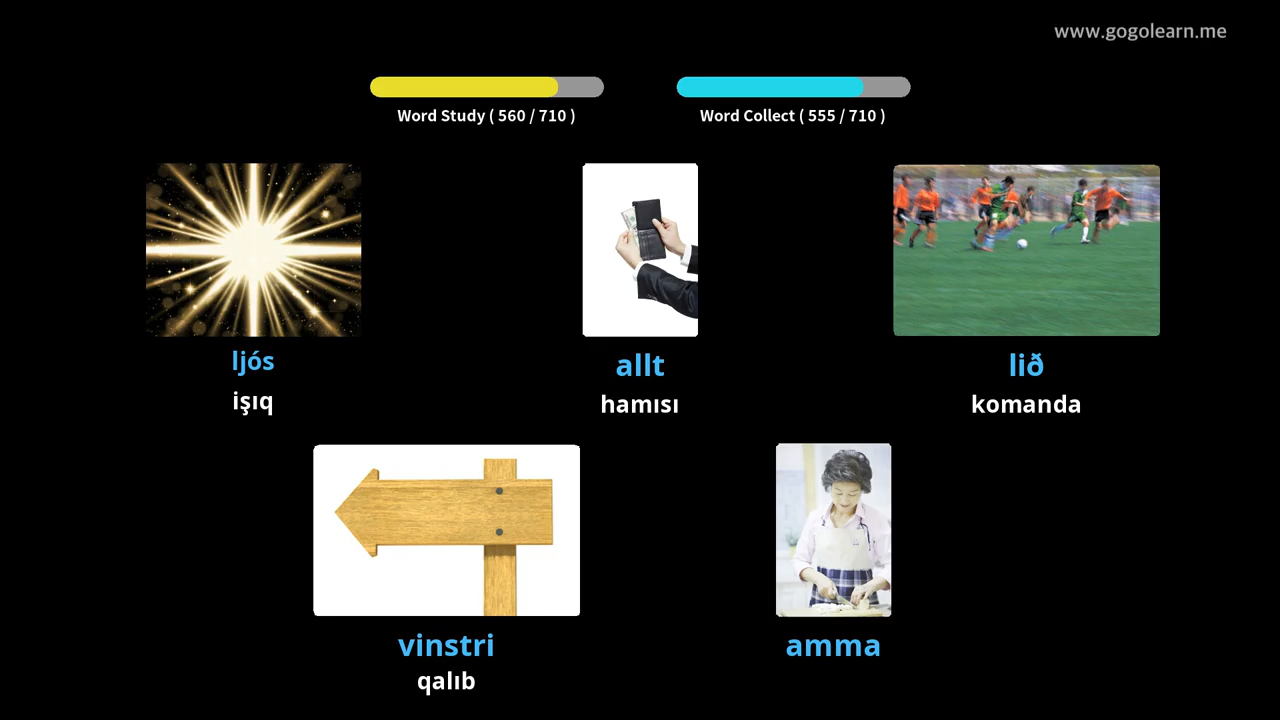 www.gogolearn.me
Word Study ( 560 / 710 )
Word Collect ( 555 / 710 )
ljós
işıq
allt
hamısı
lið
komanda
vinstri
qalıb
amma